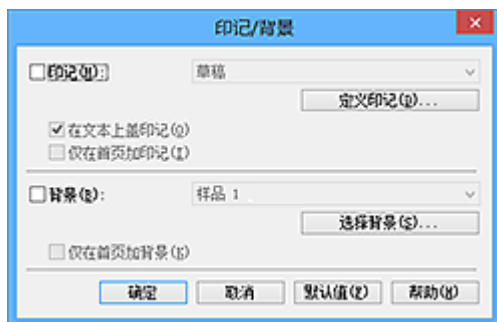 印记/背景
印记(M): 草稿
定义印记(D)...
在文本上盖印记(O)
仅在首页加印记(I)
背景(B): 样品 1
选择背景(S)...
仅在首页加背景(K)
确定 取消 默认值(Z) 帮助(H)